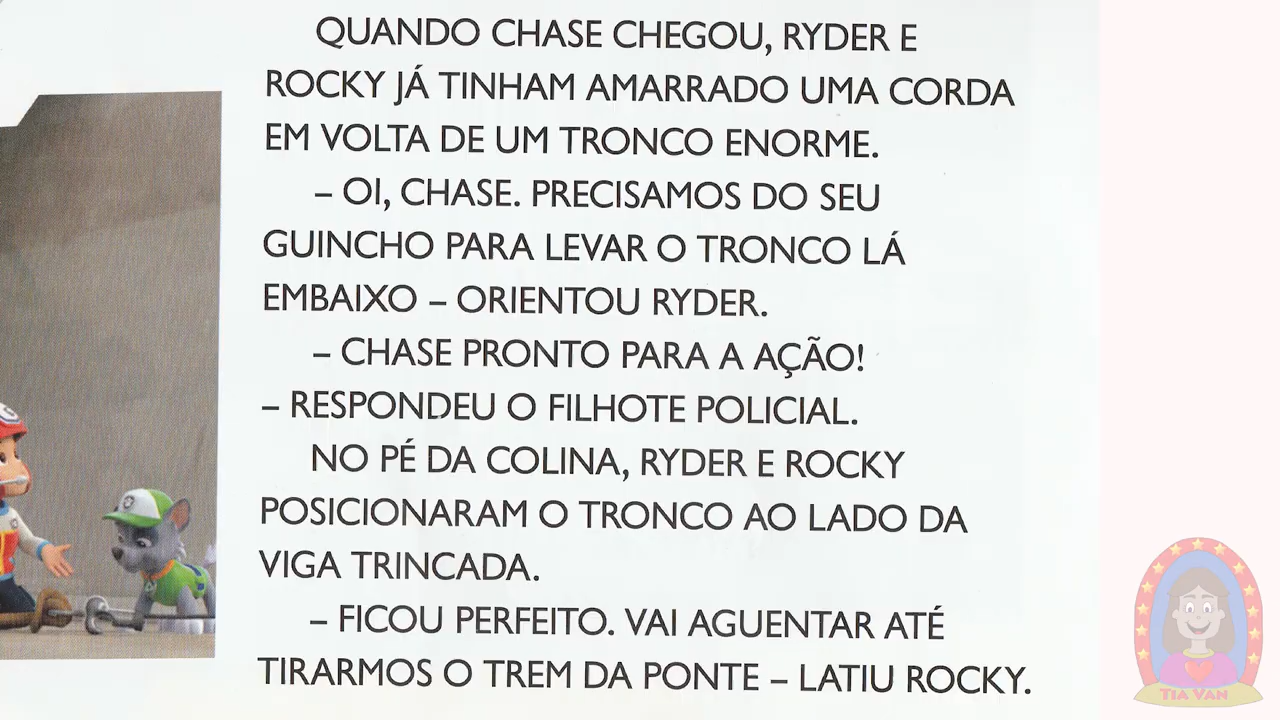 QUANDO CHASE CHEGOU, RYDER E
ROCKY JÁ TINHAM AMARRADO UMA CORDA
EM VOLTA DE UM TRONCO ENORME.
– OI, CHASE. PRECISAMOS DO SEU
GUINCHO PARA LEVAR O TRONCO LÁ
EMBAIXO – ORIENTOU RYDER.
– CHASE PRONTO PARA A AÇÃO!
– RESPONDEU O FILHOTE POLICIAL.
NO PÉ DA COLINA, RYDER E ROCKY
POSICIONARAM O TRONCO AO LADO DA
VIGA TRINCADA.
– FICOU PERFEITO. VAI AGUENTAR ATÉ
TIRARMOS O TREM DA PONTE – LATIU ROCKY.
TIA VAN